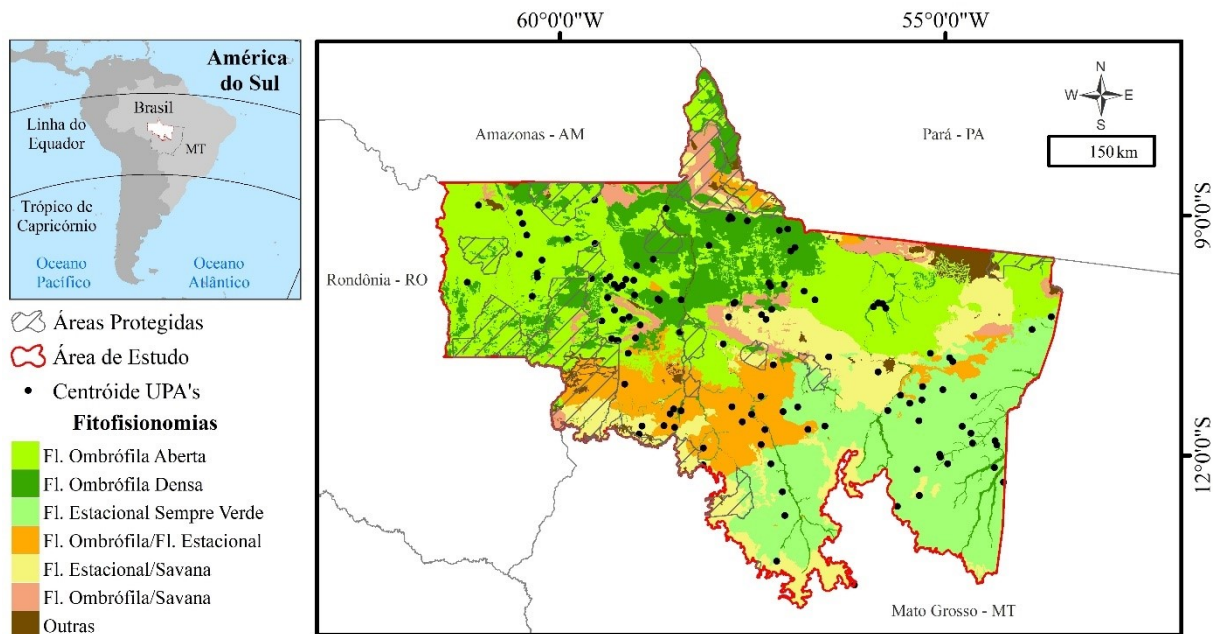 60°0'0"W
55°0'0"W
América
do Sul
Brasil
Linha do
Equador
MT
Trópico de
Capricórnio
Oceano
Pacífico
Oceano
Atlântico
Áreas Protegidas
Área de Estudo
Centróide UPA's
Fitofisionomias
Fl. Ombrófila Aberta
Fl. Ombrófila Densa
Fl. Estacional Sempre Verde
Fl. Ombrófila/Fl. Estacional
Fl. Estacional/Savana
Fl. Ombrófila/Savana
Outras
Amazonas - AM
Pará - PA
N
W
E
S
150 km
9°0'0"S
Rondônia - RO
12°0'0"S
Mato Grosso - MT